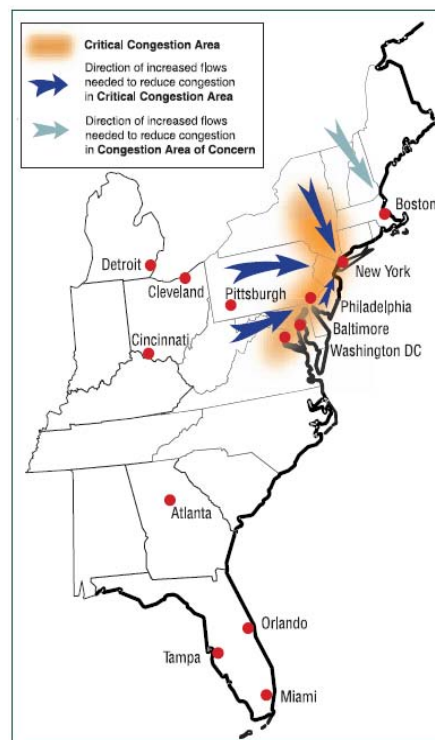 Critical Congestion Area
Direction of increased flows
needed to reduce congestion
in Critical Congestion Area
Direction of increased flows
needed to reduce congestion
in Congestion Area of Concern
Boston
Detroit
New York
Cleveland
Pittsburgh
Philadelphia
Baltimore
Cincinnati
Washington DC
Atlanta
Orlando
Tampa
Miami